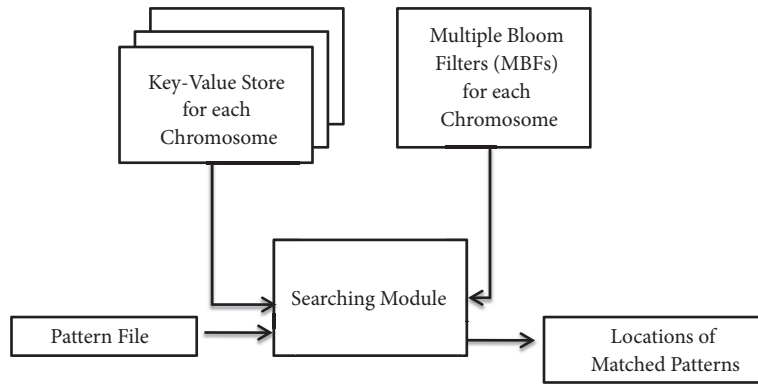 Key-Value Store
for each
Chromosome
Multiple Bloom
Filters (MBFs)
for each
Chromosome
Searching Module
Pattern File
Locations of
Matched Patterns